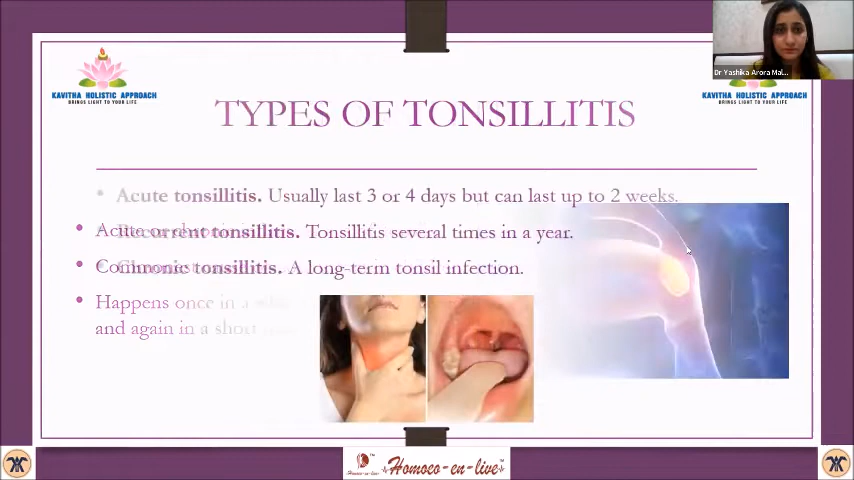 Dr Yashika Arora Mal...
KAVITHA HOLISTIC APPROACH
BRINGS LIGHT TO YOUR LIFE
KAVITHA HOLISTIC APPROACH
BRINGS LIGHT TO YOUR LIFE
TYPES OF TONSILLITIS
• Acute tonsillitis. Usually last 3 or 4 days but can last up to 2 weeks.
• Recurrent tonsillitis. Tonsillitis several times in a year.
• tonsillitis. A long-term tonsil infection.
• Happens once in a
and again in a short
Homoeo-en-live